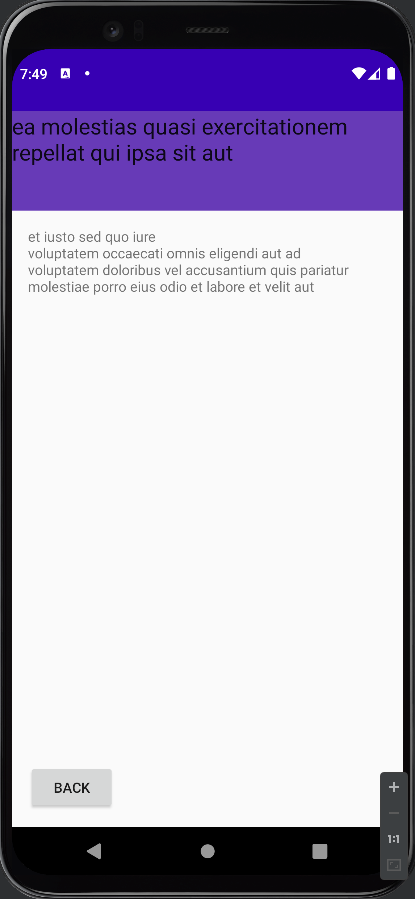 7:49
ea molestias quasi exercitationem
repellat qui ipsa sit aut
et iusto sed quo iure
voluptatem occaecati omnis eligendi aut ad
voluptatem doloribus vel accusantium quis pariatur
molestiae porro eius odio et labore et velit aut
BACK
1:1